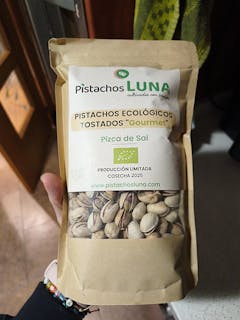 Pistachos LUNA
PISTACHOS ECOLÓGICOS
TOSTADOS "Gourmet"
Pizca de Sal
PRODUCCIÓN LIMITADA
COSECHA 2025
www.pistachosluna.com